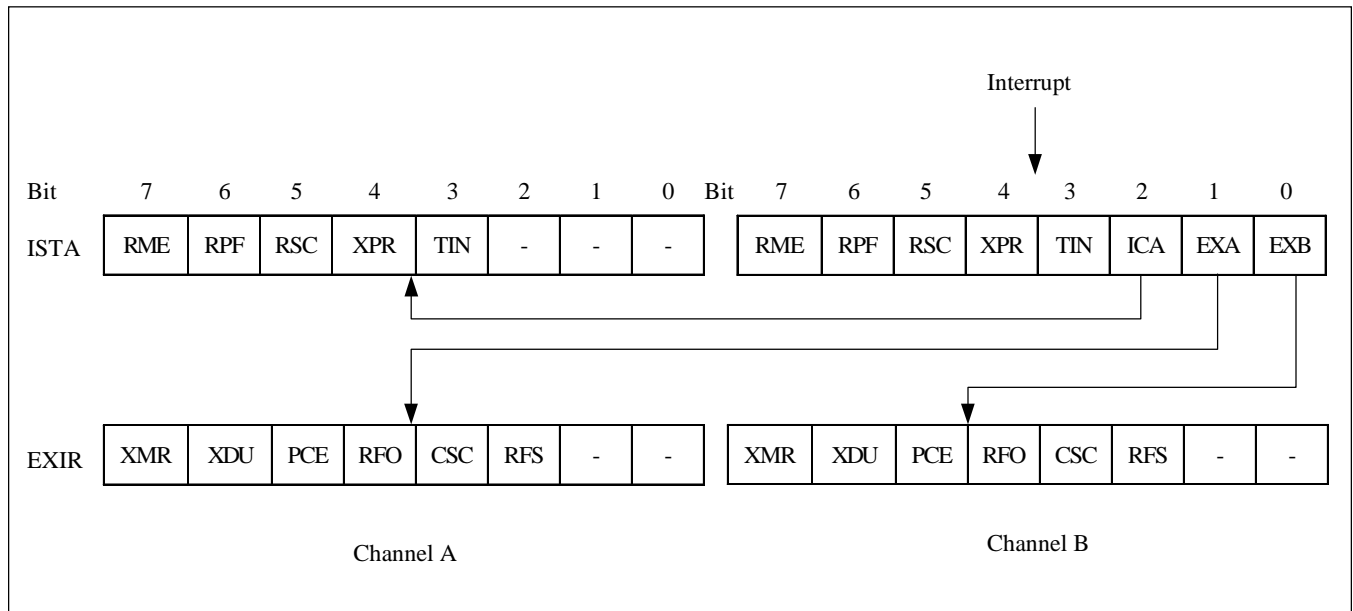 Interrupt
Bit 7 6 5 4 3 2 1 0 Bit 7 6 5 4 3 2 1 0
ISTA RME RPF RSC XPR TIN - - - RME RPF RSC XPR TIN ICA EXA EXB
EXIR XMR XDU PCE RFO CSC RFS - - XMR XDU PCE RFO CSC RFS - -
Channel A Channel B